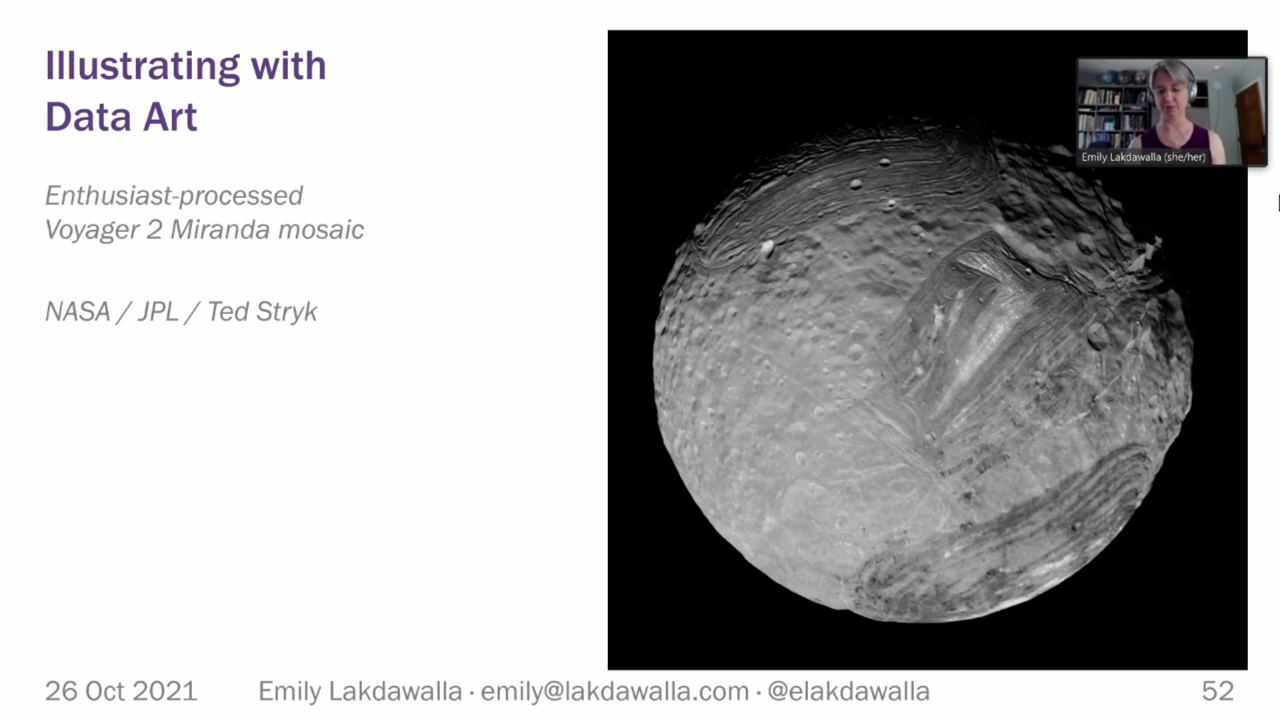 Illustrating with
Data Art
Enthusiast-processed
Voyager 2 Miranda mosaic
NASA / JPL / Ted Stryk
Emily Lakdawalla (she/her)
26 Oct 2021 Emily Lakdawalla · emily@lakdawalla.com · @elakdawalla 52